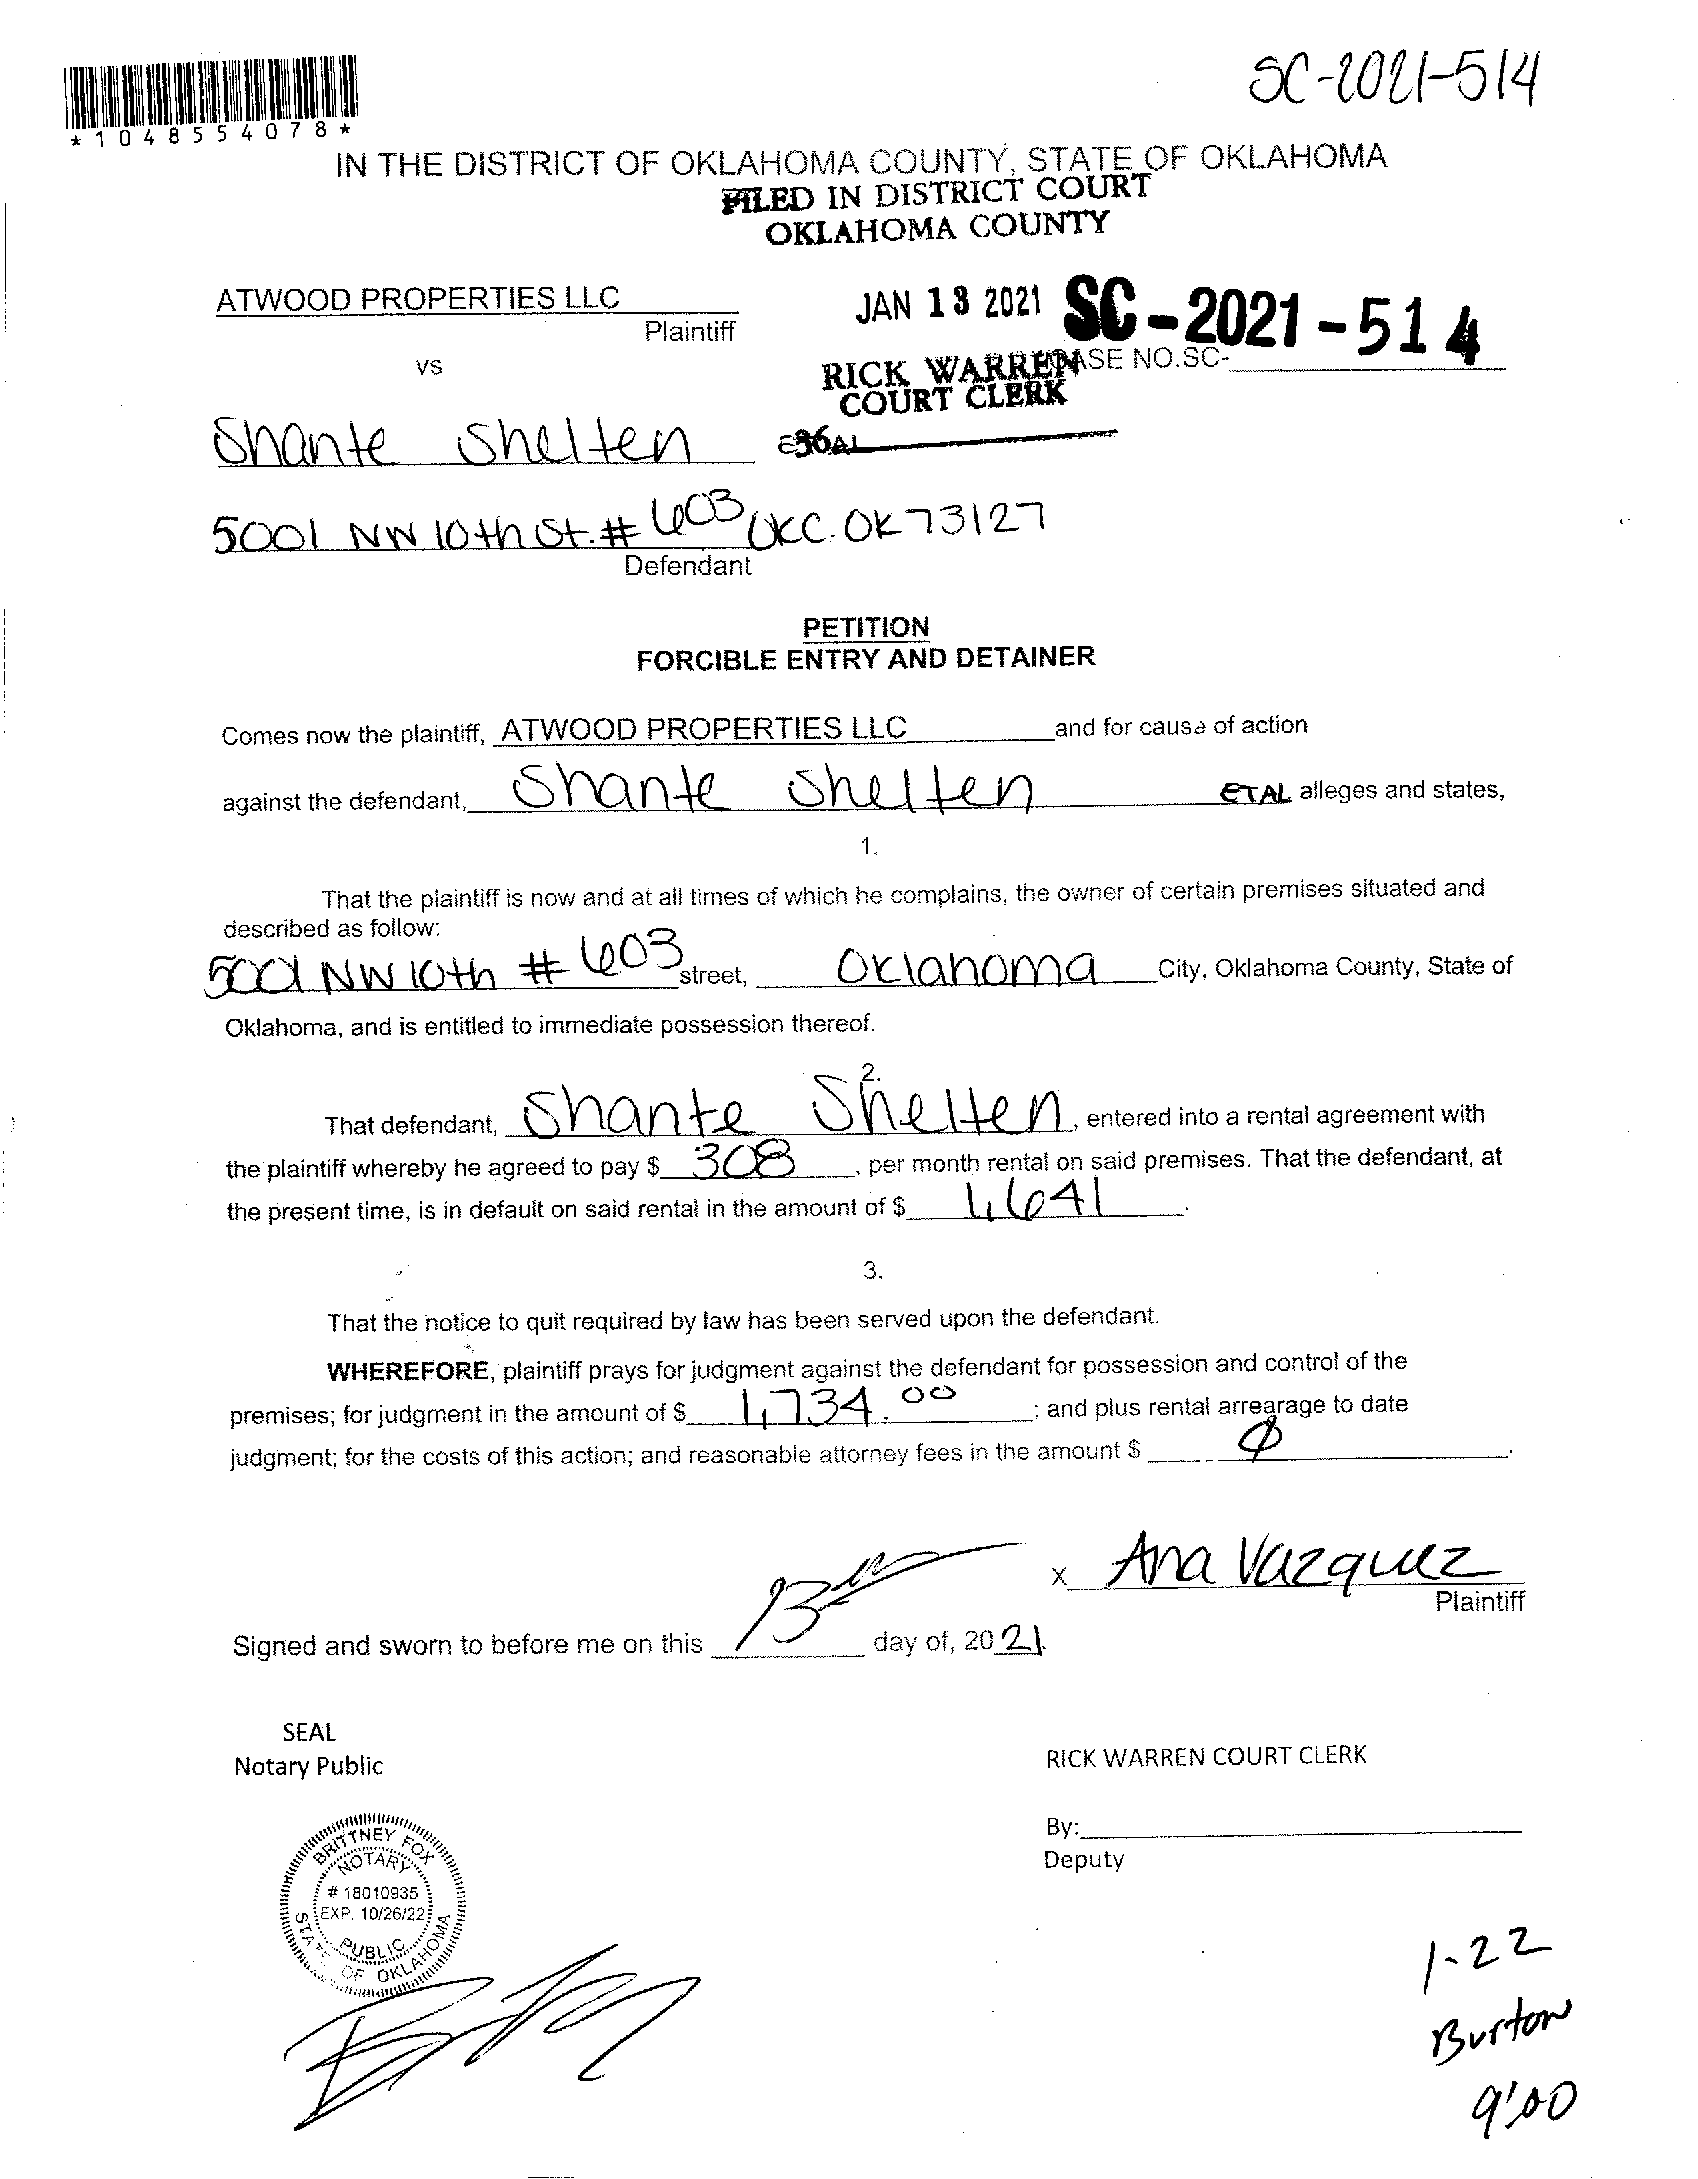 SC-2021-514
*1048554078*
IN THE DISTRICT OF OKLAHOMA COUNTY, STATE OF OKLAHOMA
FILED IN DISTRICT COURT
OKLAHOMA COUNTY
ATWOOD PROPERTIES LLC
Plaintiff
JAN 13 2021 SC-2021-514
vs
RICK WARREN CASE NO.SC-
COURT CLERK
Shante Shelten
5001 NW 10th St. # 603 OKC. OK 73127
Defendant
PETITION
FORCIBLE ENTRY AND DETAINER
Comes now the plaintiff, ATWOOD PROPERTIES LLC and for cause of action
against the defendant, Shante Shelten ETAL alleges and states,
1.
That the plaintiff is now and at all times of which he complains, the owner of certain premises situated and
described as follow:
5001 NW 10th # 603 street, Oklahoma City, Oklahoma County, State of
Oklahoma, and is entitled to immediate possession thereof.
2.
That defendant, Shante Shelten, entered into a rental agreement with
the plaintiff whereby he agreed to pay $ 308, per month rental on said premises. That the defendant, at
the present time, is in default on said rental in the amount of $ 1,641.
3.
That the notice to quit required by law has been served upon the defendant.
WHEREFORE, plaintiff prays for judgment against the defendant for possession and control of the
premises; for judgment in the amount of $ 1,734.00; and plus rental arrearage to date
judgment; for the costs of this action; and reasonable attorney fees in the amount $ Ø.
x Ana Vazquez
Plaintiff
Signed and sworn to before me on this 13 day of, 2021.
SEAL
Notary Public
RICK WARREN COURT CLERK
By:
Deputy
BRITTNEY FOX
NOTARY
# 18010935
EXP. 10/26/22
PUBLIC
STATE OF OKLAHOMA
1-22
Burton
9:00